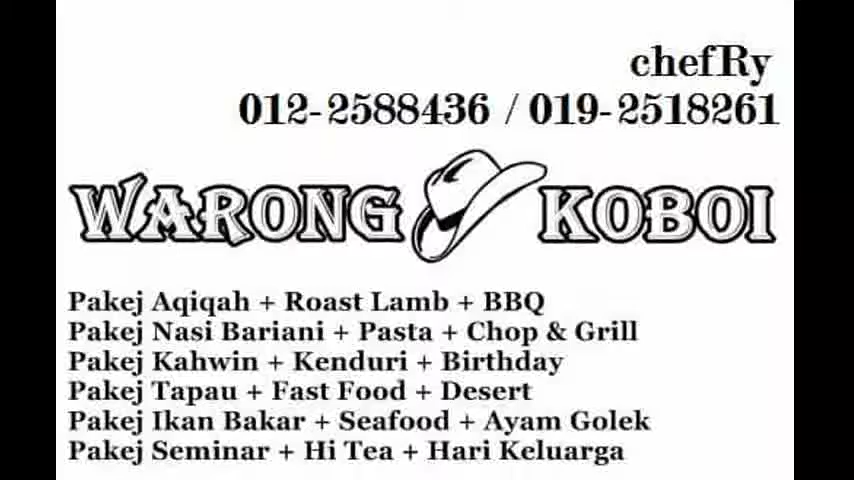 chefRy
012-2588436 / 019-2518261
WARONG KOBOI
Pakej Aqiqah + Roast Lamb + BBQ
Pakej Nasi Bariani + Pasta + Chop & Grill
Pakej Kahwin + Kenduri + Birthday
Pakej Tapau + Fast Food + Desert
Pakej Ikan Bakar + Seafood + Ayam Golek
Pakej Seminar + Hi Tea + Hari Keluarga